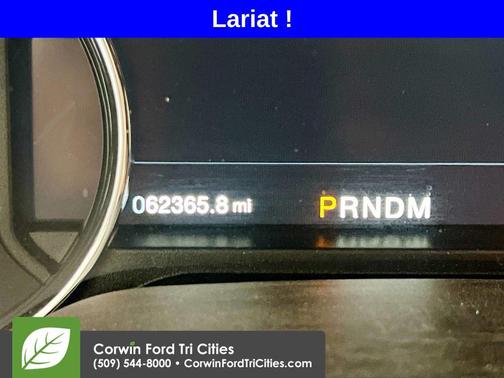 Lariat !
062365.8 mi PRNDM
Corwin Ford Tri Cities
(509) 544-8000 • CorwinFordTriCities.com